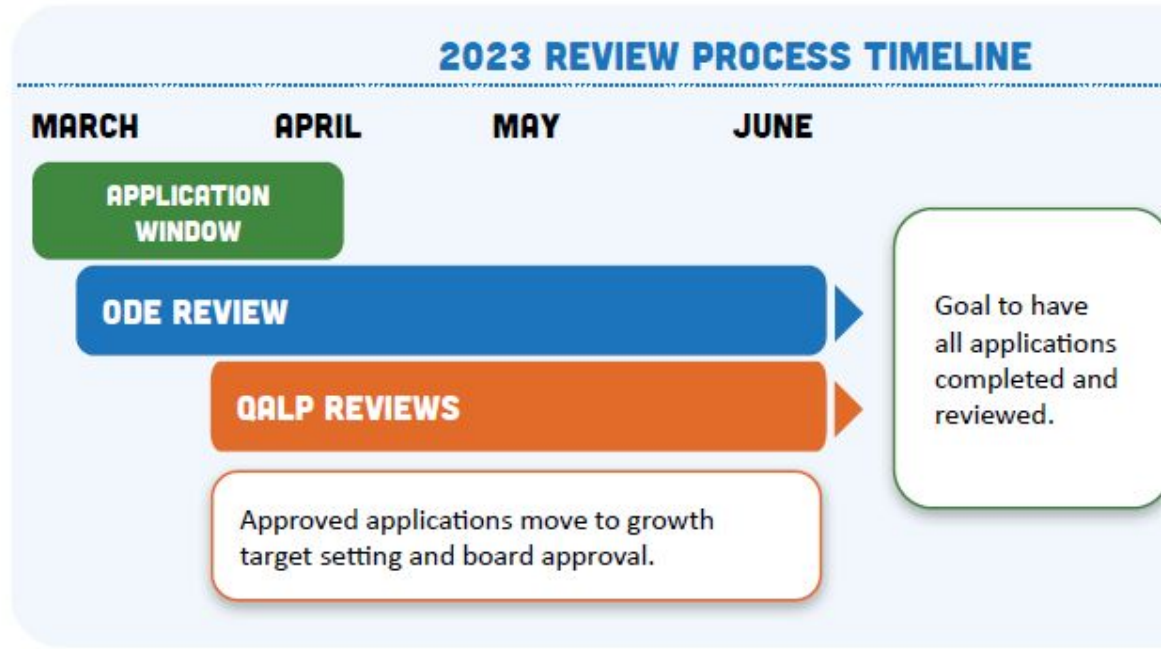 2023 REVIEW PROCESS TIMELINE
MARCH APRIL MAY JUNE
APPLICATION
WINDOW
ODE REVIEW
QALP REVIEWS
Goal to have
all applications
completed and
reviewed.
Approved applications move to growth
target setting and board approval.